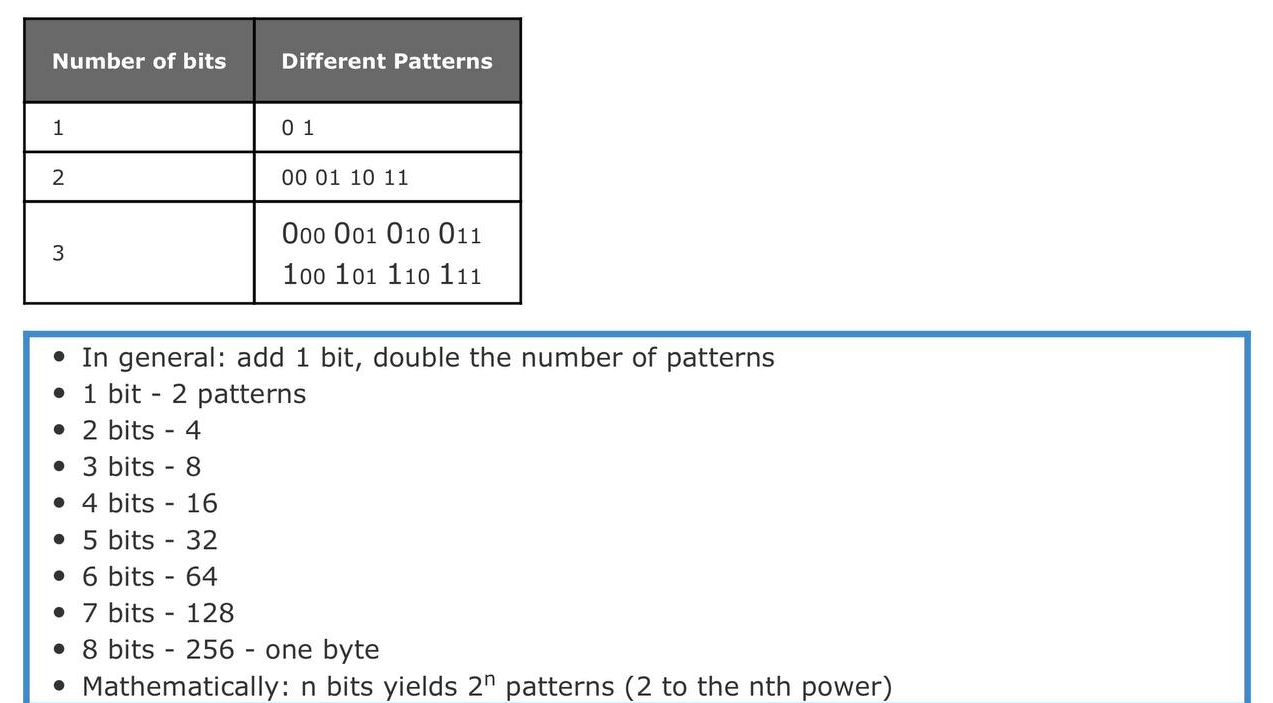 Number of bits Different Patterns
1 0 1
2 00 01 10 11
3 000 001 010 011
100 101 110 111
• In general: add 1 bit, double the number of patterns
• 1 bit - 2 patterns
• 2 bits - 4
• 3 bits - 8
• 4 bits - 16
• 5 bits - 32
• 6 bits - 64
• 7 bits - 128
• 8 bits - 256 - one byte
• Mathematically: n bits yields 2ⁿ patterns (2 to the nth power)